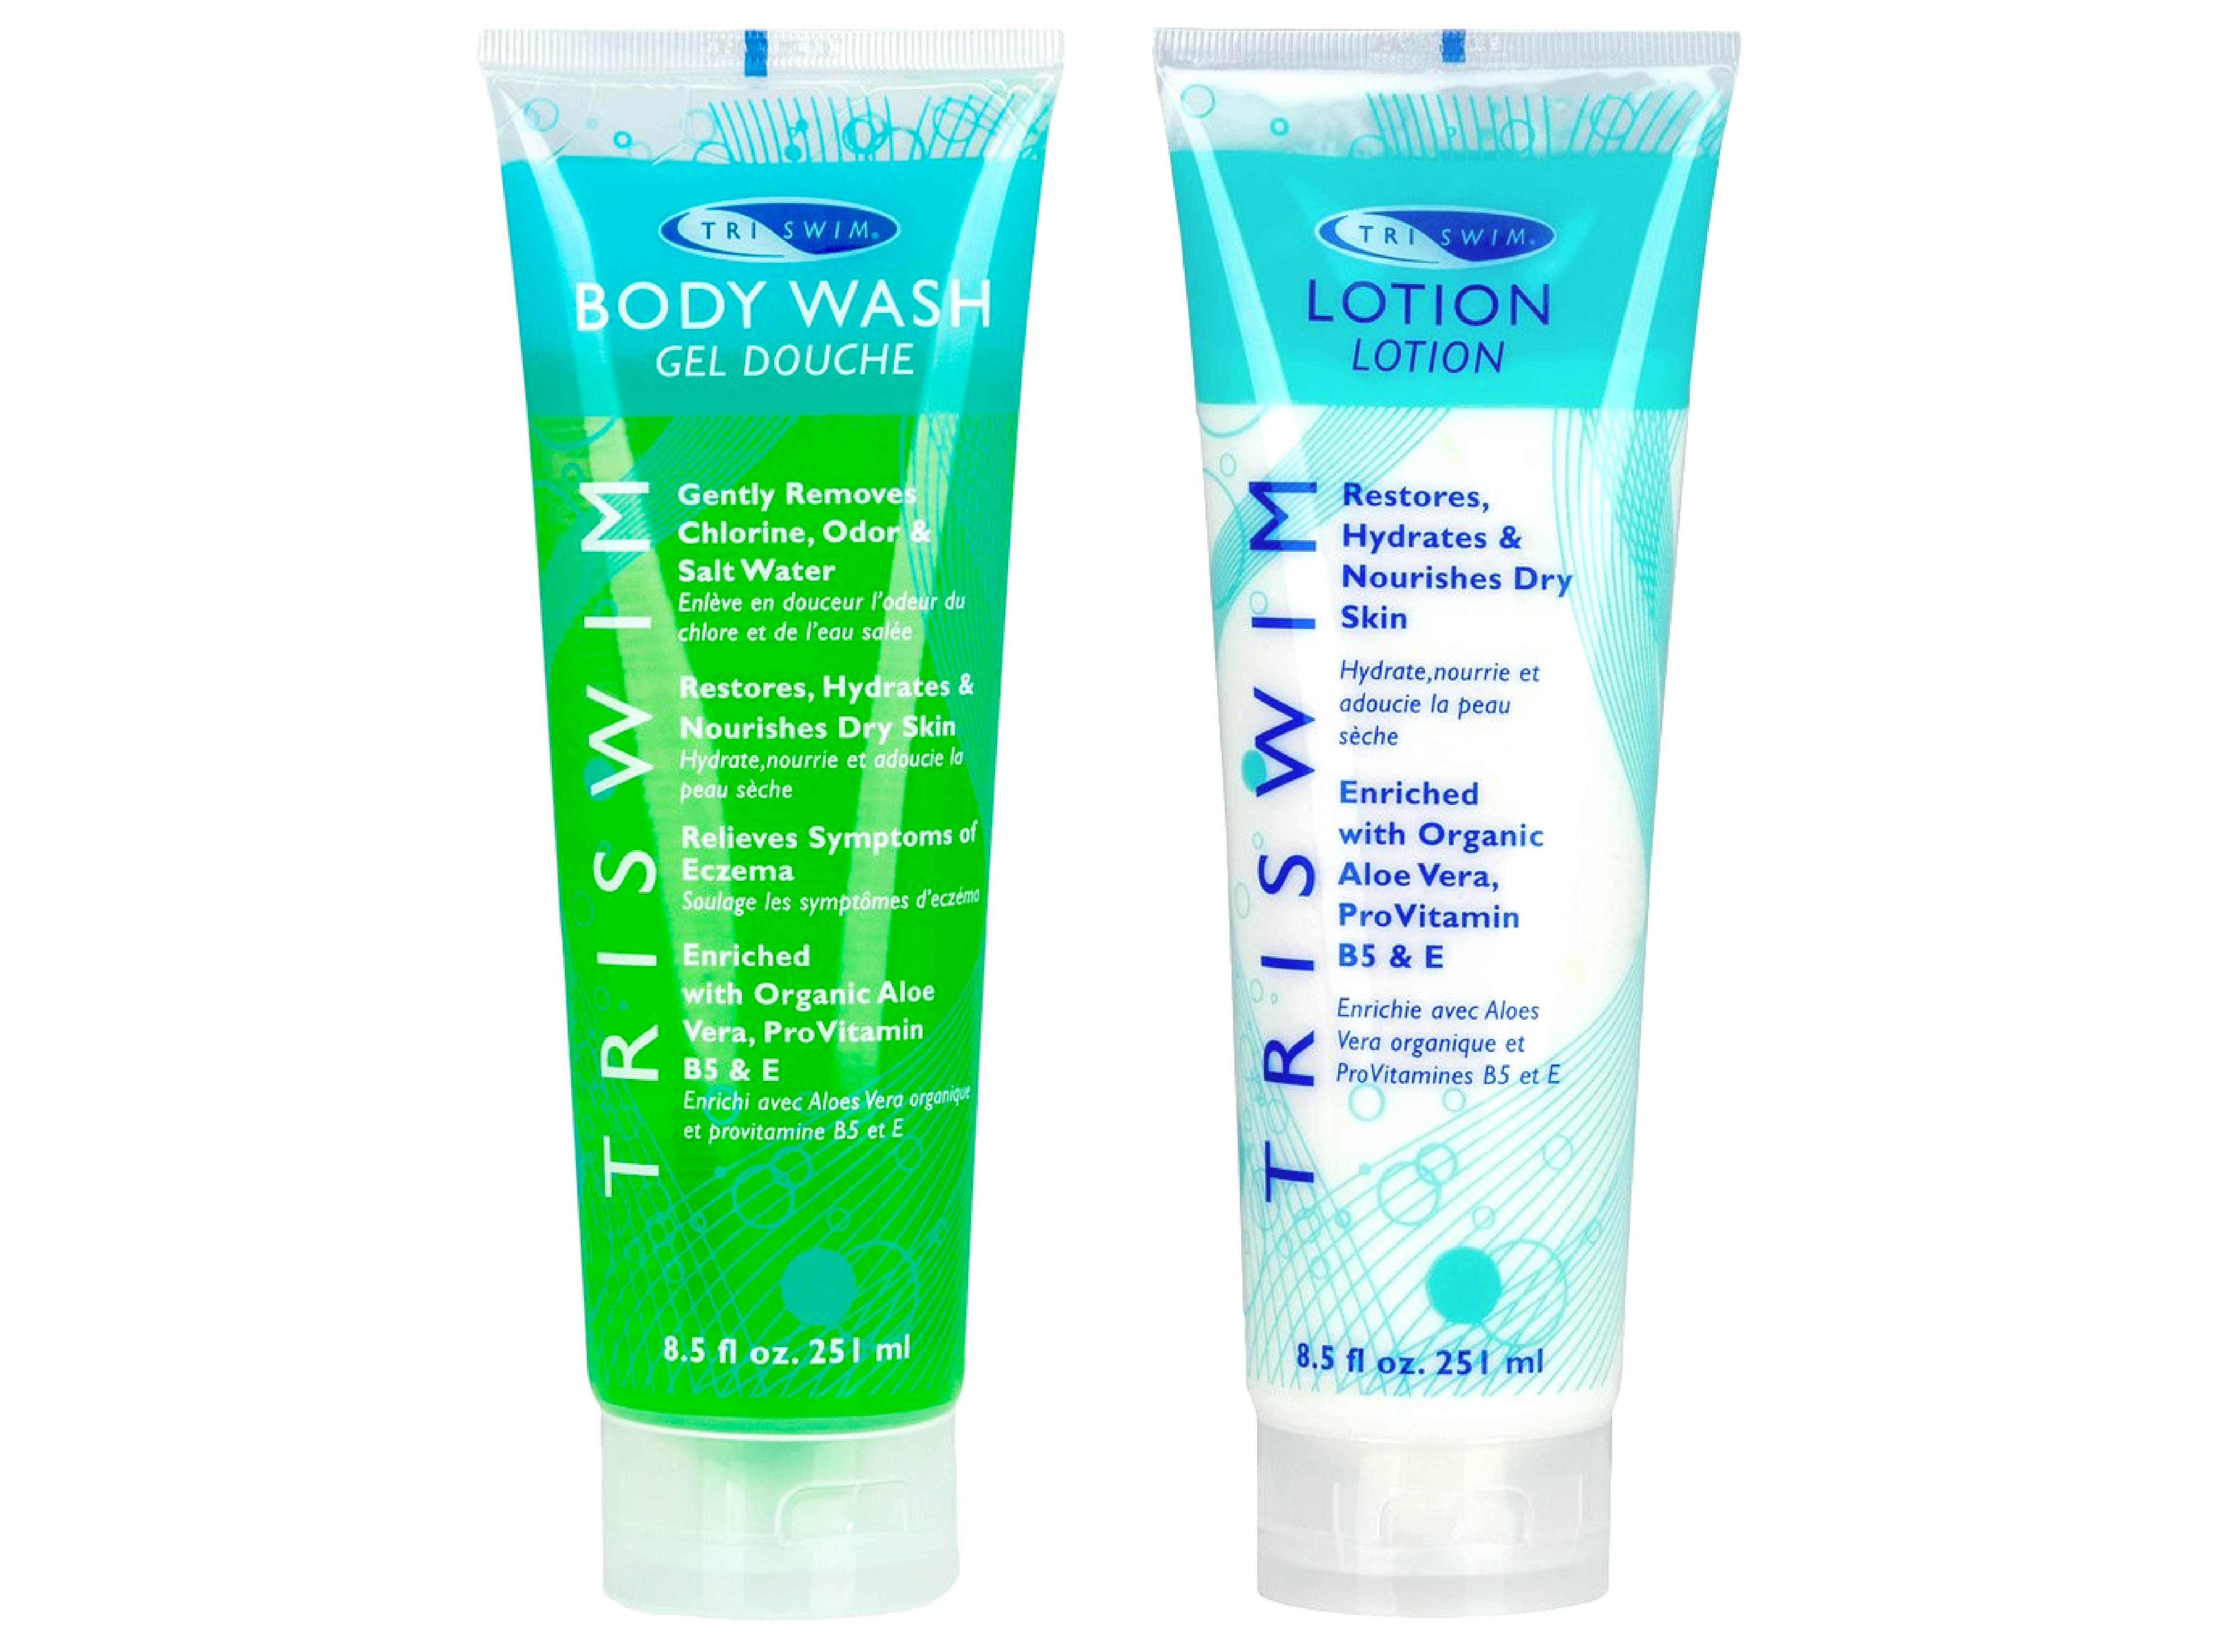 TRI SWIM®
BODY WASH
GEL DOUCHE
TRISWIM
Gently Removes
Chlorine, Odor &
Salt Water
Enlève en douceur l'odeur du
chlore et de l'eau salée
Restores, Hydrates &
Nourishes Dry Skin
Hydrate,nourrie et adoucie la
peau sèche
Relieves Symptoms of
Eczema
Soulage les symptômes d'eczéma
Enriched
with Organic Aloe
Vera, ProVitamin
B5 & E
Enrichi avec Aloes Vera organique
et provitamine B5 et E
8.5 fl oz. 251 ml
TRI SWIM®
LOTION
LOTION
TRISWIM
Restores,
Hydrates &
Nourishes Dry
Skin
Hydrate,nourrie et
adoucie la peau
sèche
Enriched
with Organic
Aloe Vera,
ProVitamin
B5 & E
Enrichie avec Aloes
Vera organique et
ProVitamines B5 et E
8.5 fl oz. 251 ml